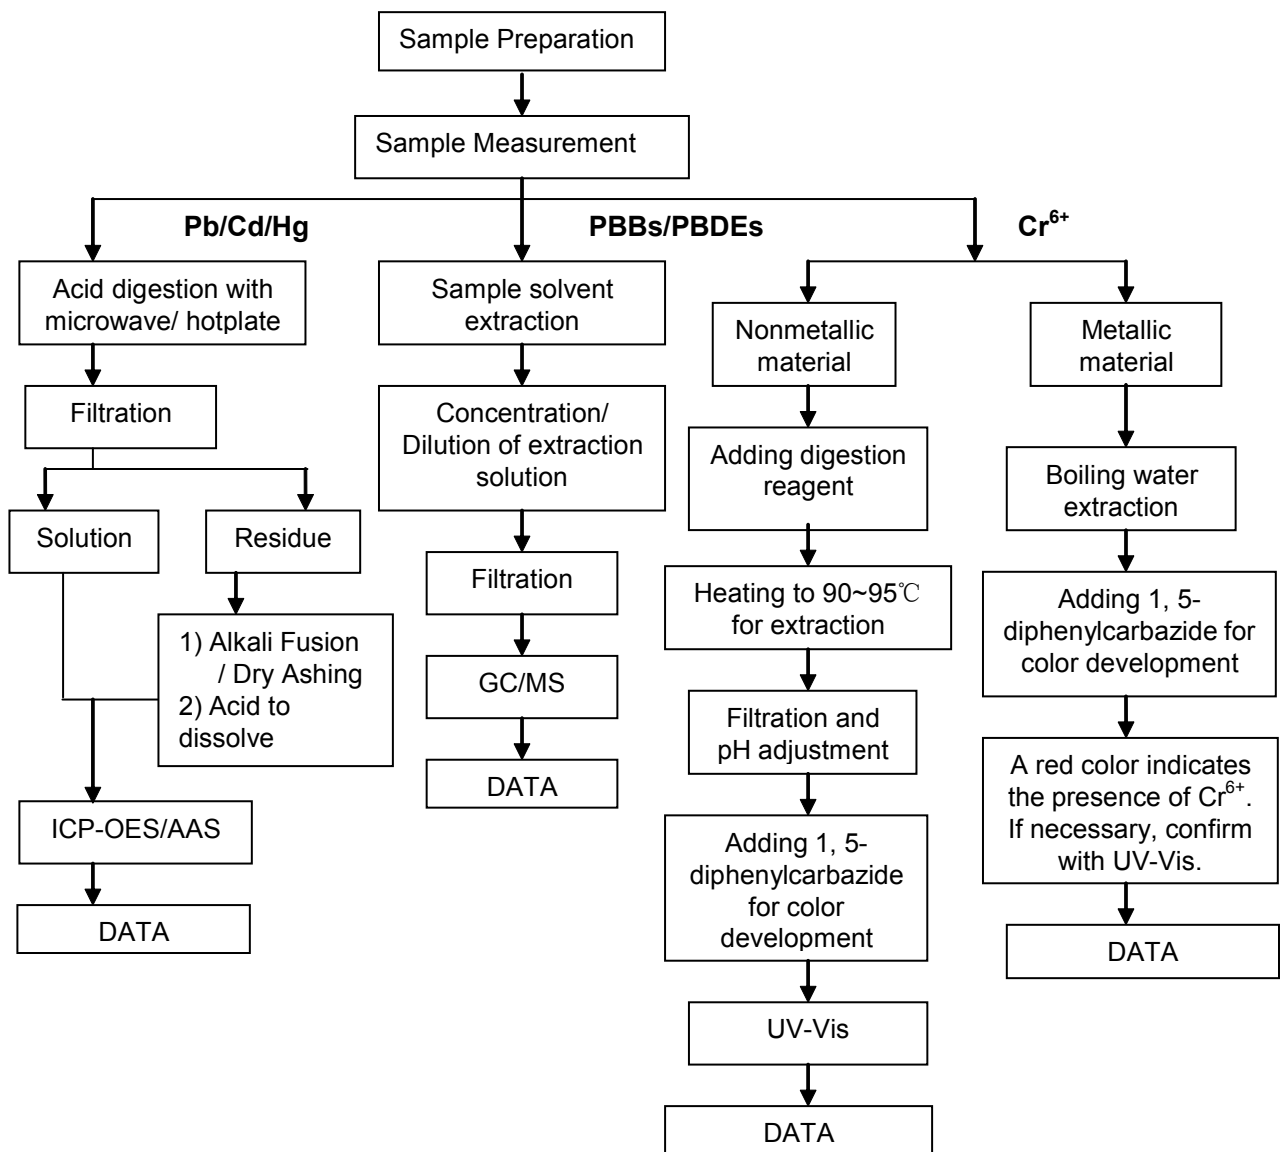 Sample Preparation
Sample Measurement
Pb/Cd/Hg
PBBs/PBDEs
Cr⁶⁺
Acid digestion with
microwave/ hotplate
Filtration
Solution
Residue
1) Alkali Fusion
/ Dry Ashing
2) Acid to
dissolve
ICP-OES/AAS
DATA
Sample solvent
extraction
Concentration/
Dilution of extraction
solution
Filtration
GC/MS
DATA
Nonmetallic
material
Adding digestion
reagent
Heating to 90~95℃
for extraction
Filtration and
pH adjustment
Adding 1, 5-
diphenylcarbazide
for color
development
UV-Vis
DATA
Metallic
material
Boiling water
extraction
Adding 1, 5-
diphenylcarbazide for
color development
A red color indicates
the presence of Cr⁶⁺.
If necessary, confirm
with UV-Vis.
DATA